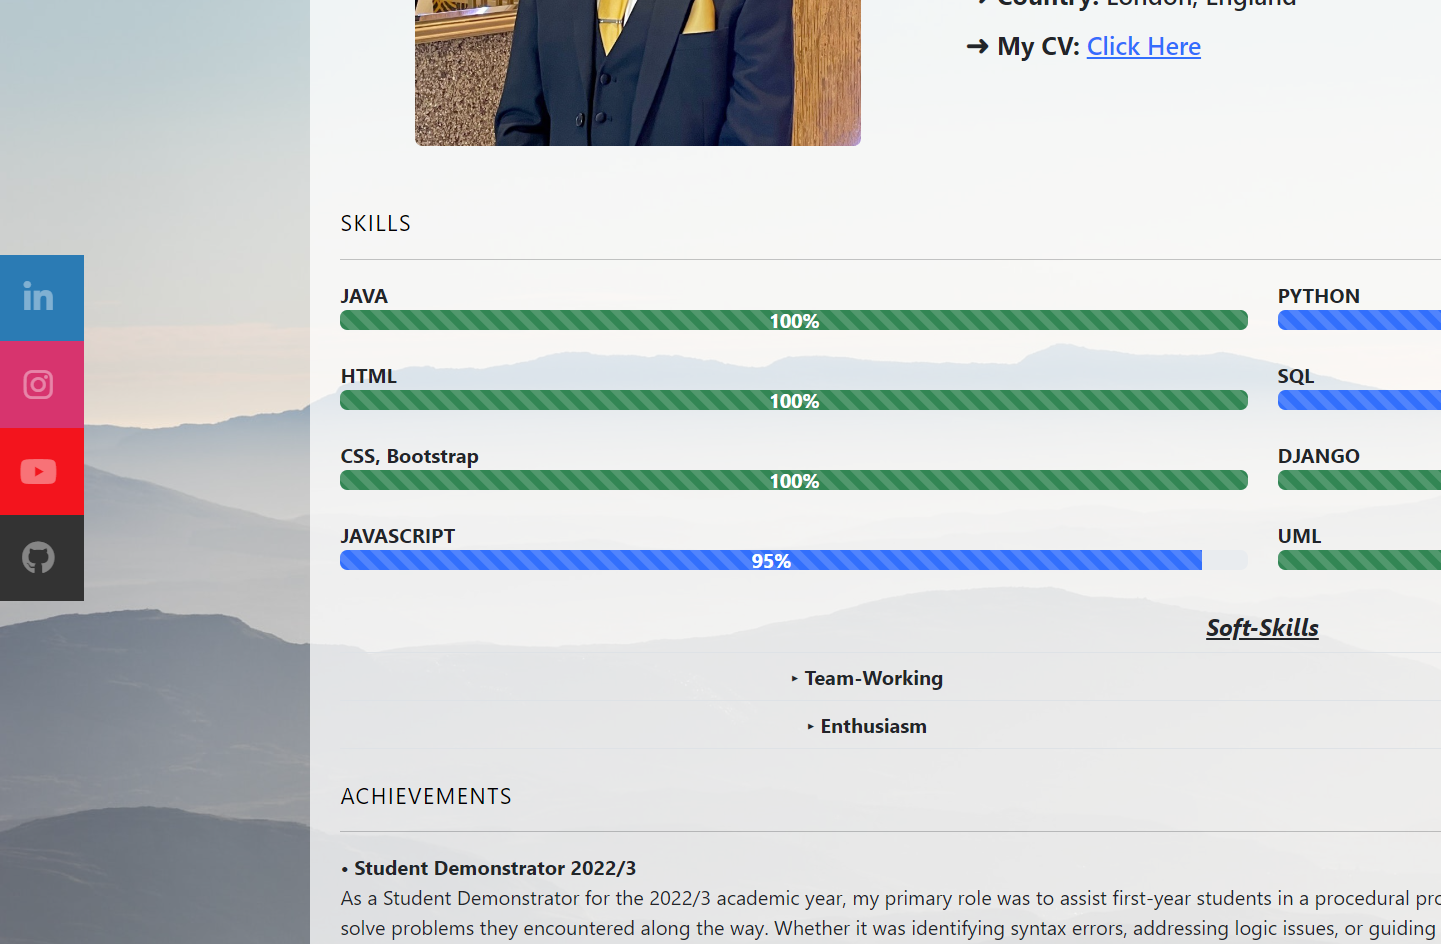 ➔ Country: London, England
➔ My CV: Click Here
SKILLS
JAVA
100%
PYTHON
HTML
100%
SQL
CSS, Bootstrap
100%
DJANGO
JAVASCRIPT
95%
UML
Soft-Skills
‣ Team-Working
‣ Enthusiasm
ACHIEVEMENTS
• Student Demonstrator 2022/3
As a Student Demonstrator for the 2022/3 academic year, my primary role was to assist first-year students in a procedural pro
solve problems they encountered along the way. Whether it was identifying syntax errors, addressing logic issues, or guiding
in